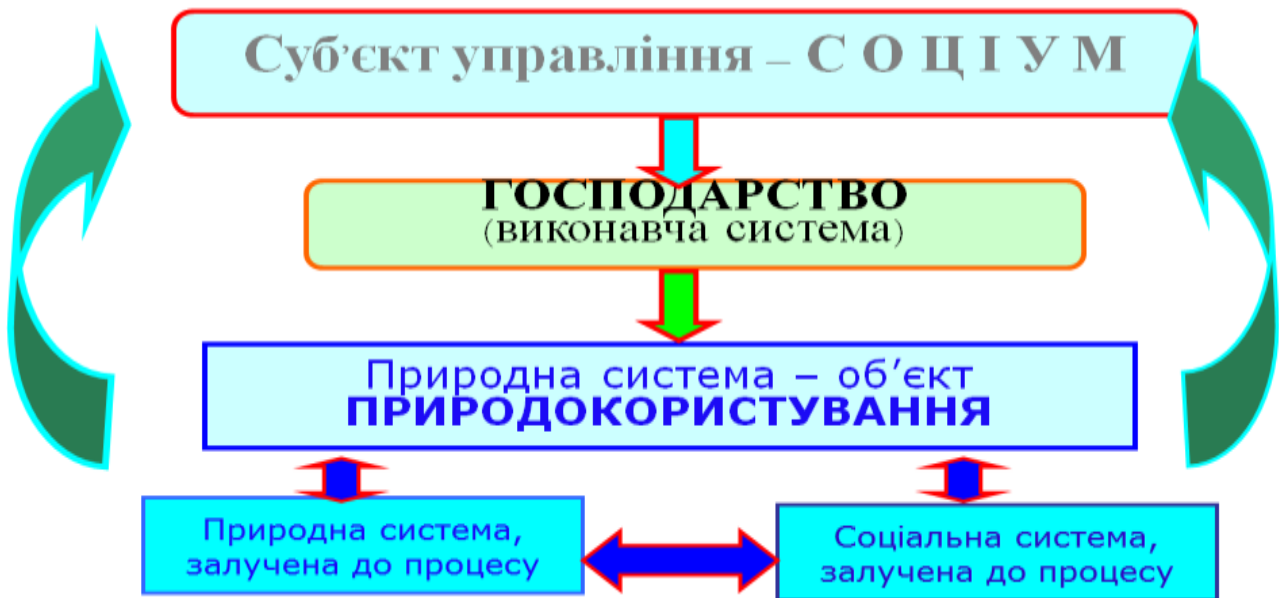 Суб’єкт управління – С О Ц І У М
ГОСПОДАРСТВО
(виконавча система)
Природна система – об’єкт
ПРИРОДОКОРИСТУВАННЯ
Природна система,
залучена до процесу
Соціальна система,
залучена до процесу